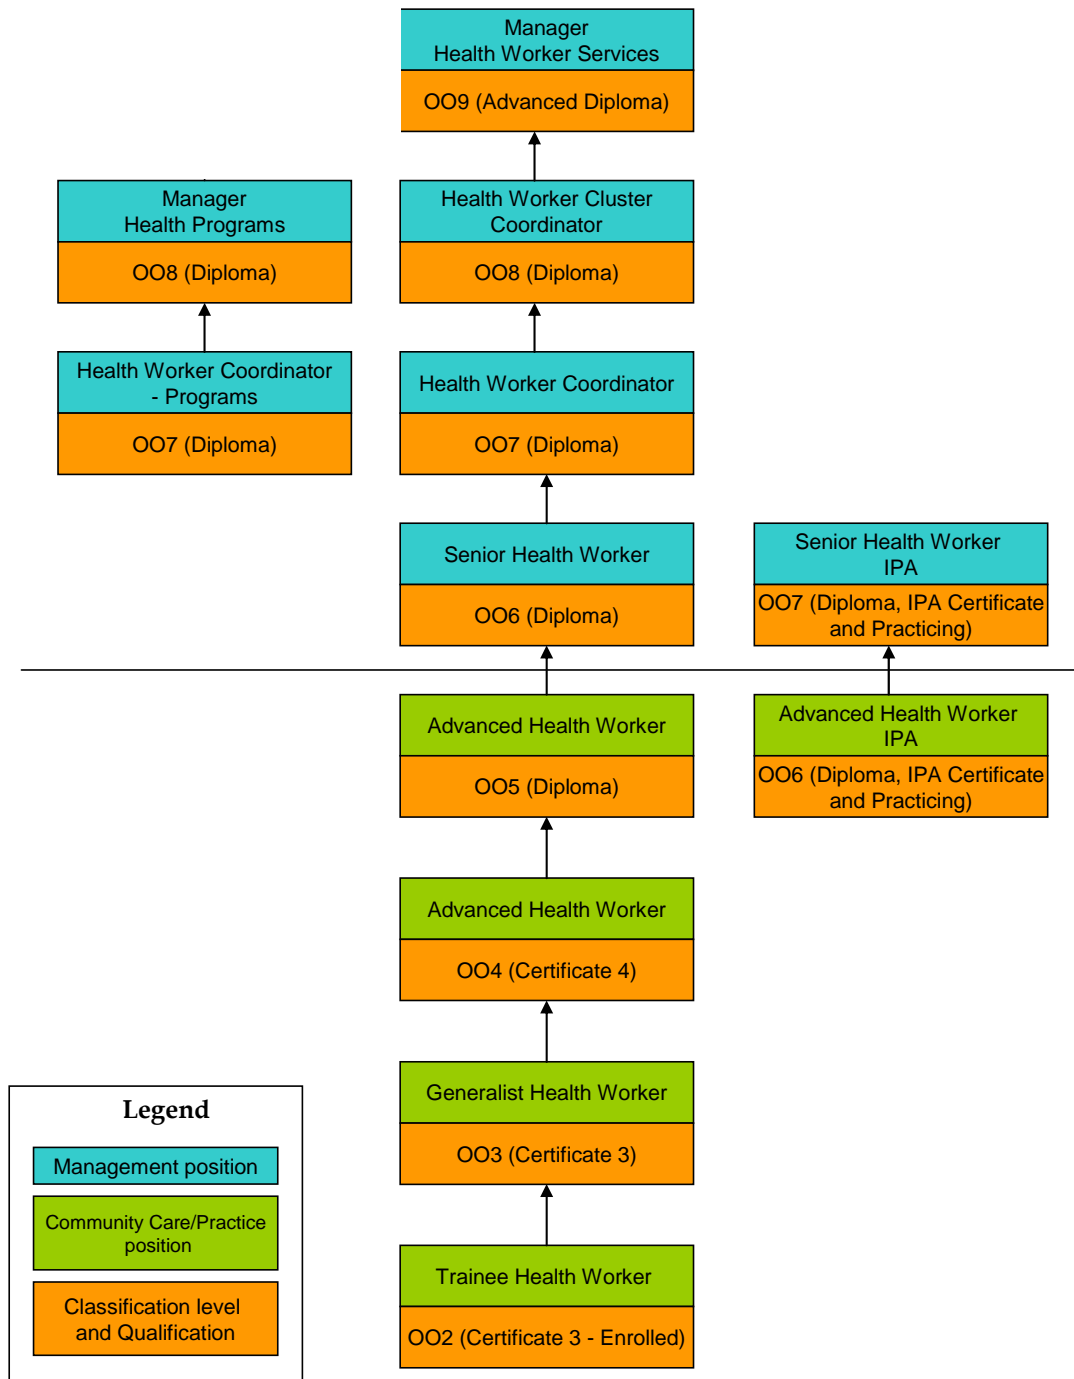 Manager
Health Worker Services
OO9 (Advanced Diploma)
Manager
Health Programs
OO8 (Diploma)
Health Worker Cluster
Coordinator
OO8 (Diploma)
Health Worker Coordinator
- Programs
OO7 (Diploma)
Health Worker Coordinator
OO7 (Diploma)
Senior Health Worker
OO6 (Diploma)
Senior Health Worker
IPA
OO7 (Diploma, IPA Certificate
and Practicing)
Advanced Health Worker
OO5 (Diploma)
Advanced Health Worker
IPA
OO6 (Diploma, IPA Certificate
and Practicing)
Advanced Health Worker
OO4 (Certificate 4)
Generalist Health Worker
OO3 (Certificate 3)
Trainee Health Worker
OO2 (Certificate 3 - Enrolled)
Legend
Management position
Community Care/Practice
position
Classification level
and Qualification